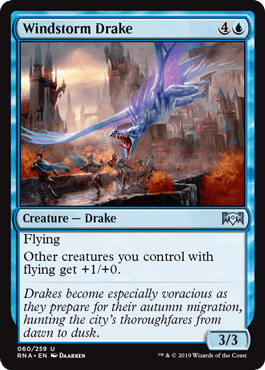 Windstorm Drake 4
Creature — Drake
Flying
Other creatures you control with
flying get +1/+0.
Drakes become especially voracious as
they prepare for their autumn migration,
hunting the city's thoroughfares from
dawn to dusk.
3/3
060/259 U
RNA • EN DAARKEN ™ & © 2019 Wizards of the Coast